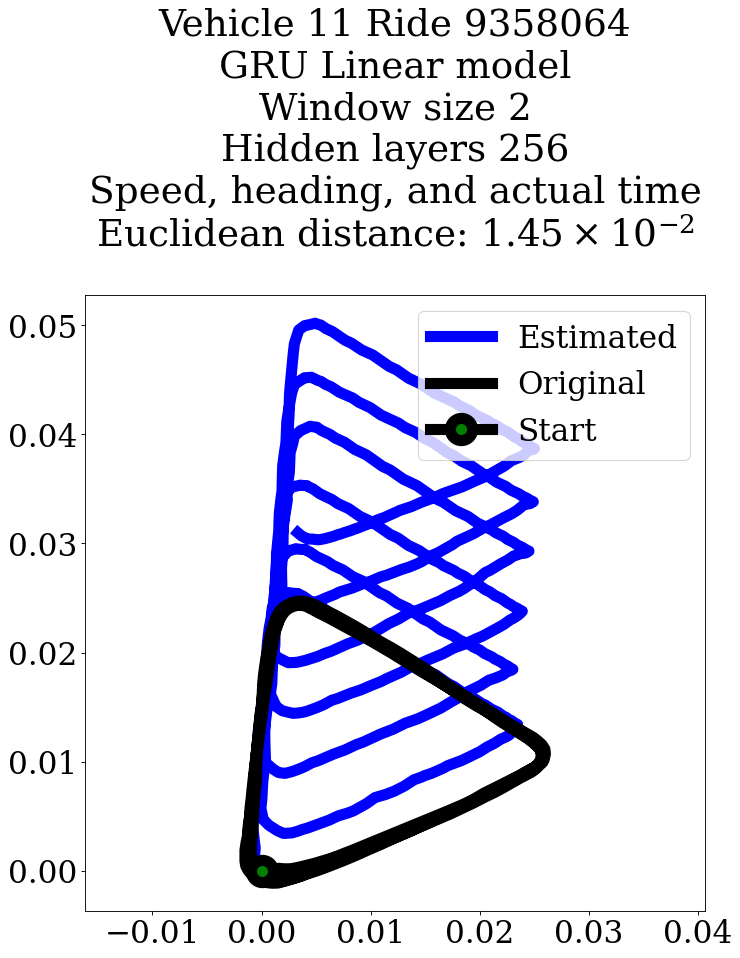 Vehicle 11 Ride 9358064
GRU Linear model
Window size 2
Hidden layers 256
Speed, heading, and actual time
Euclidean distance: 1.45 × 10⁻²
Estimated
Original
Start
0.05
0.04
0.03
0.02
0.01
0.00
−0.01 0.00 0.01 0.02 0.03 0.04